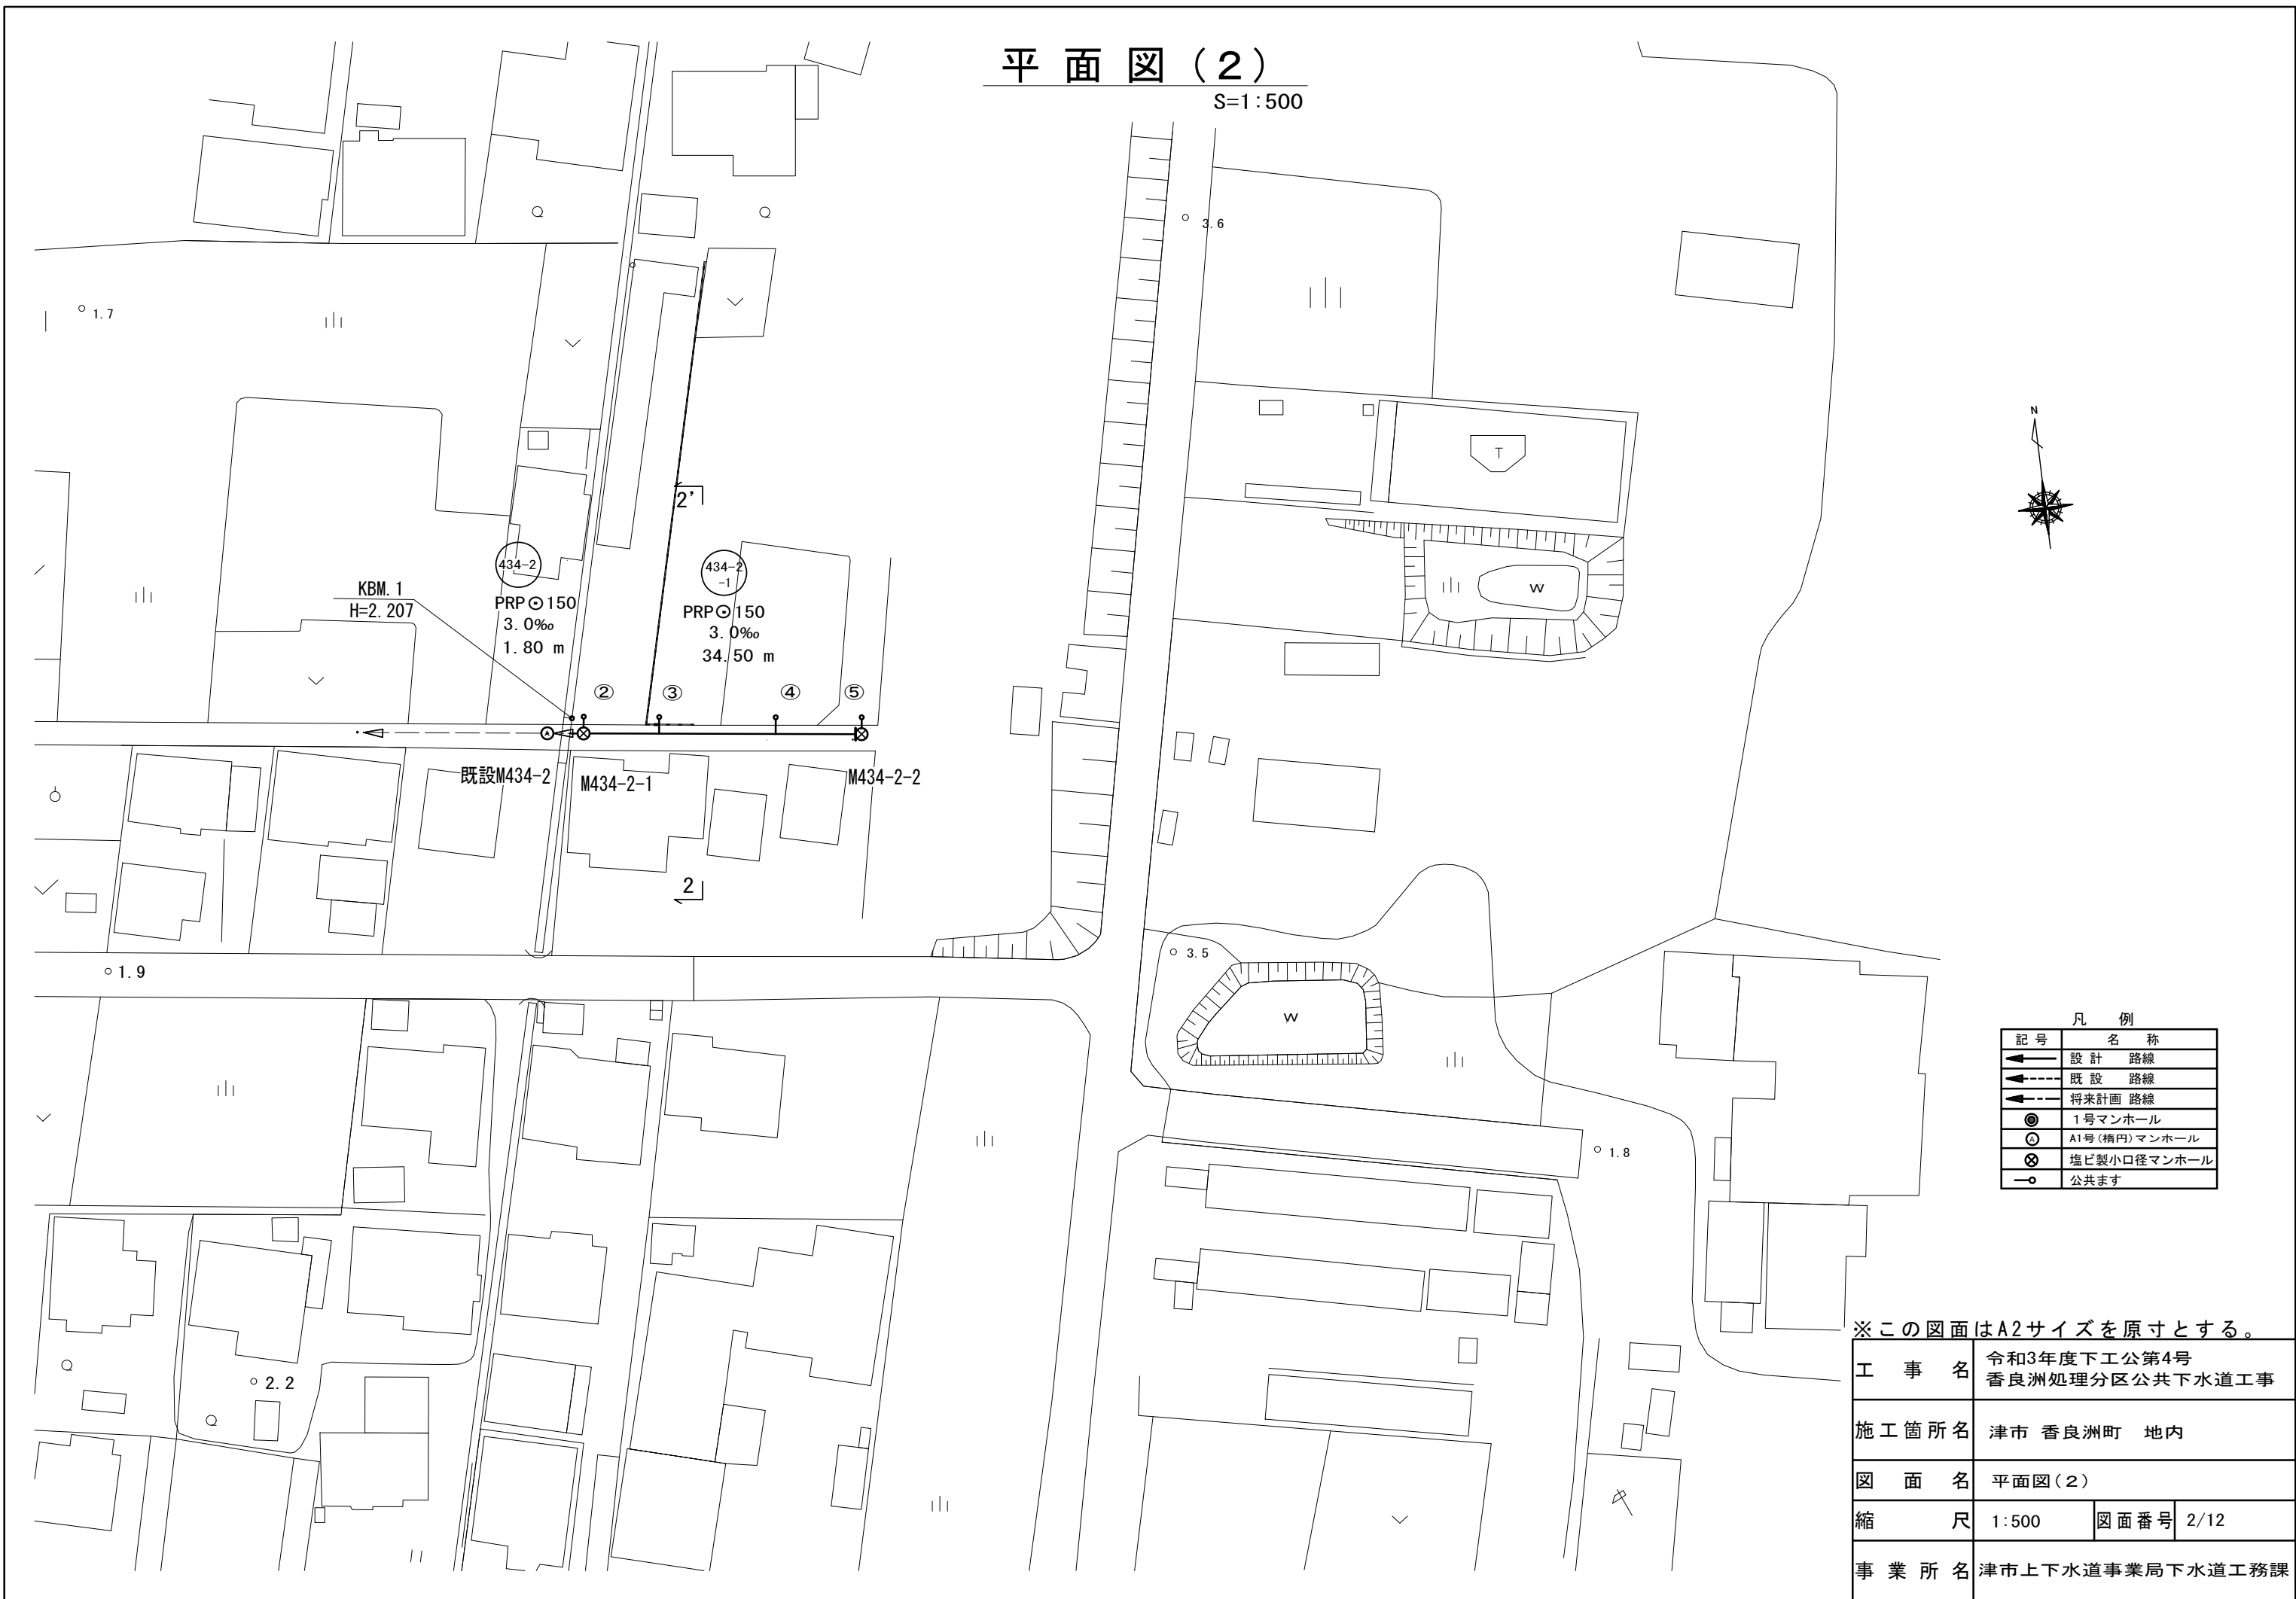 平面図(2)
S=1:500
3.6
1.7
N
T
2'
434-2
434-2
-1
KBM.1
H=2.207
PRP⊙150
3.0‰
1.80 m
PRP⊙150
3.0‰
34.50 m
W
②
③
④
⑤
A
既設M434-2
M434-2-1
M434-2-2
2
3.5
1.9
W
1.8
2.2
凡 例
記号 名 称
設計 路線
既設 路線
将来計画 路線
1号マンホール
A A1号(楕円)マンホール
塩ビ製小口径マンホール
公共ます
※この図面はA2サイズを原寸とする。
工事名 令和3年度下工公第4号
香良洲処理分区公共下水道工事
施工箇所名 津市 香良洲町 地内
図面名 平面図(2)
縮尺 1:500 図面番号 2/12
事業所名 津市上下水道事業局下水道工務課